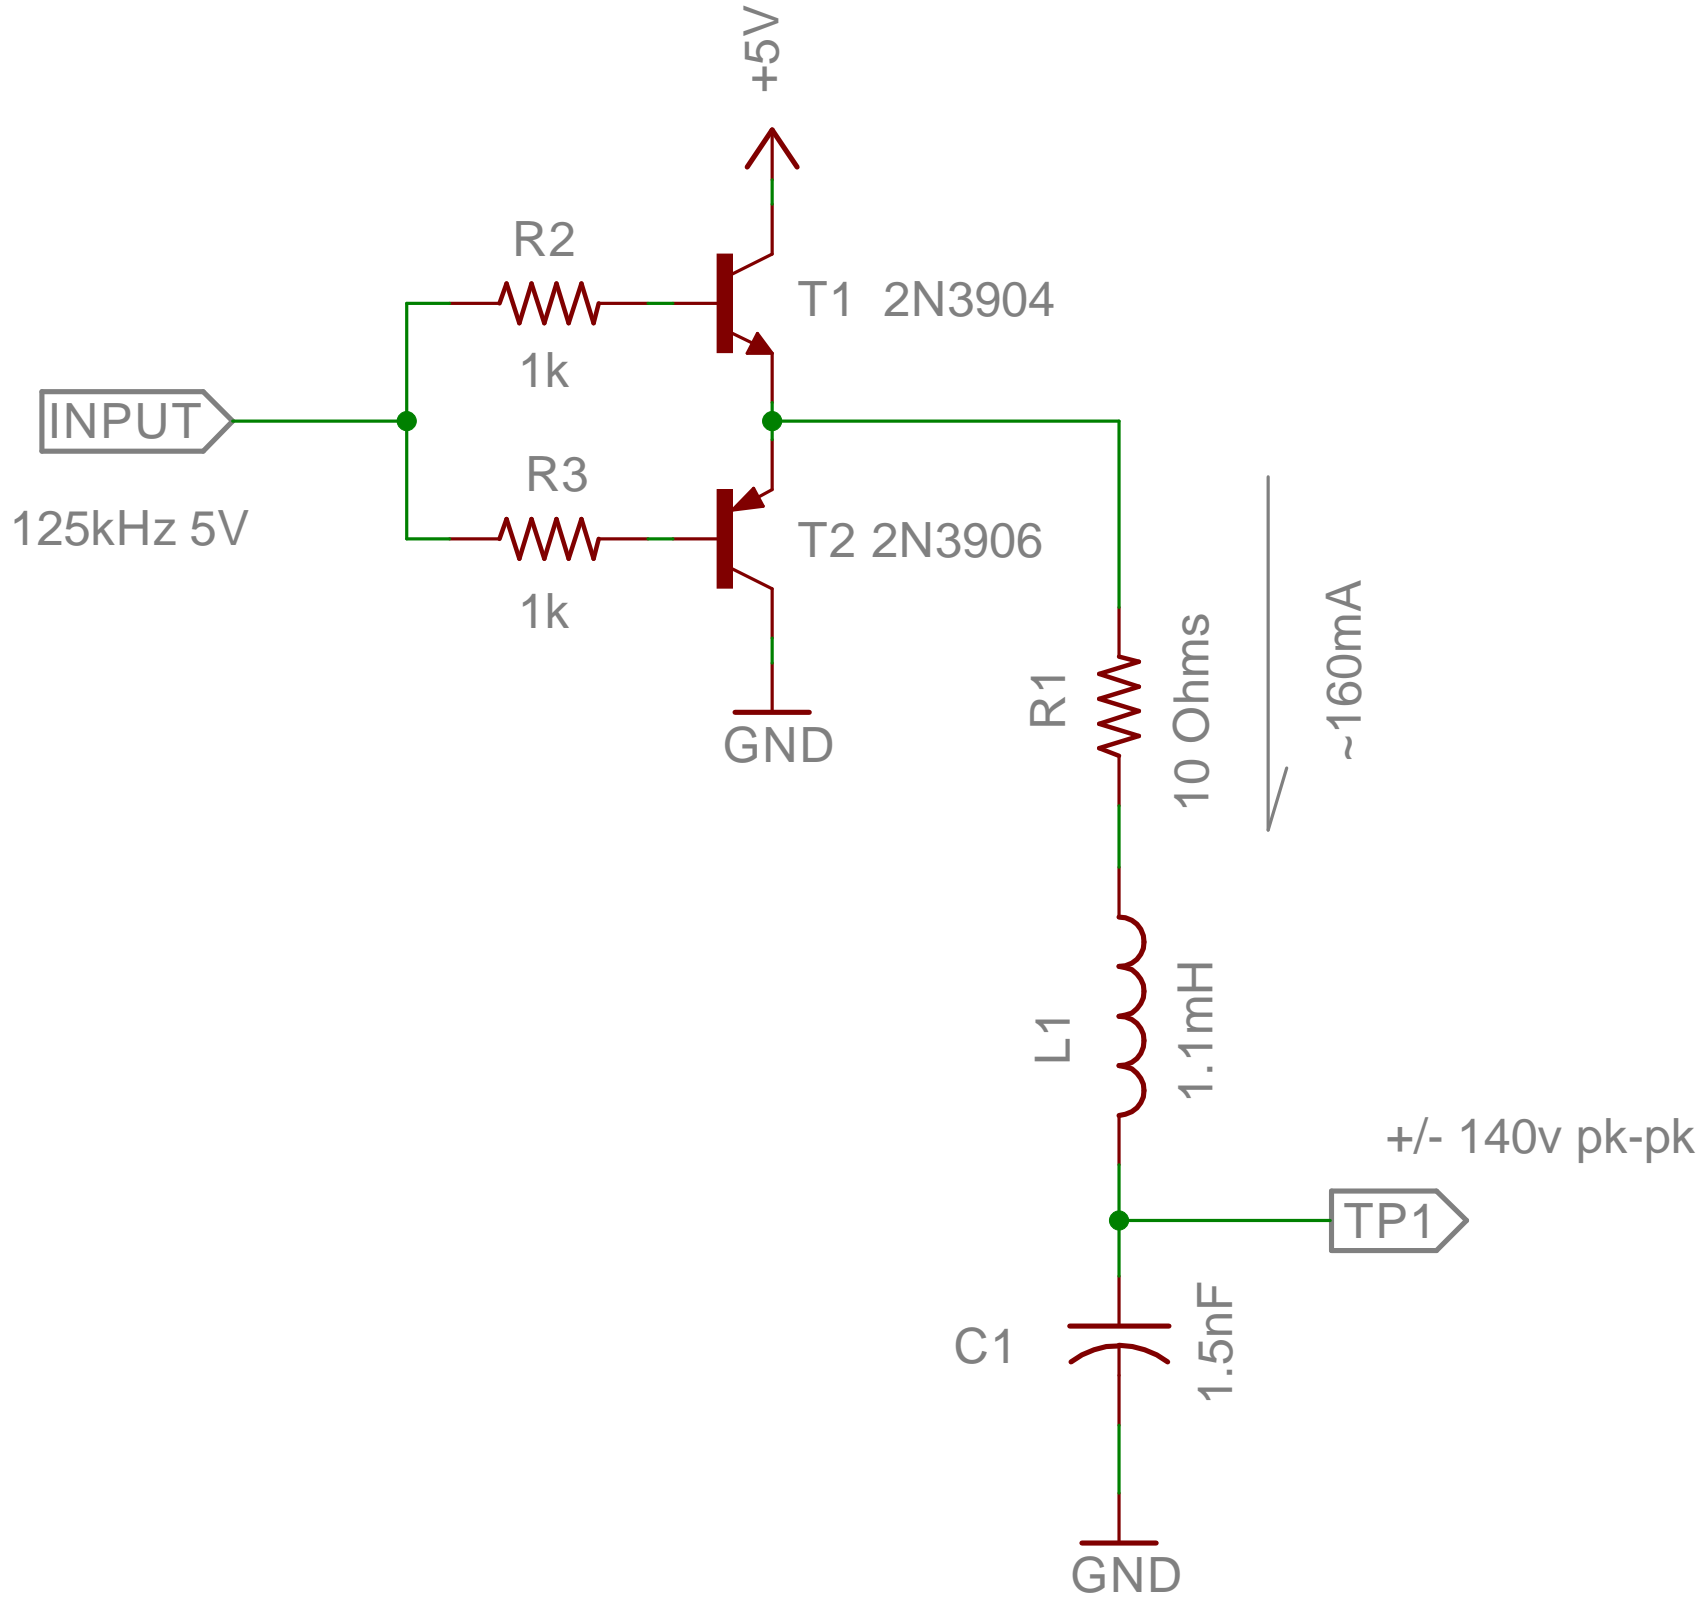 +5V
R2
1k
T1 2N3904
INPUT
125kHz 5V
R3
1k
T2 2N3906
GND
R1
10 Ohms
~160mA
L1
1.1mH
+/- 140v pk-pk
TP1
C1
1.5nF
GND